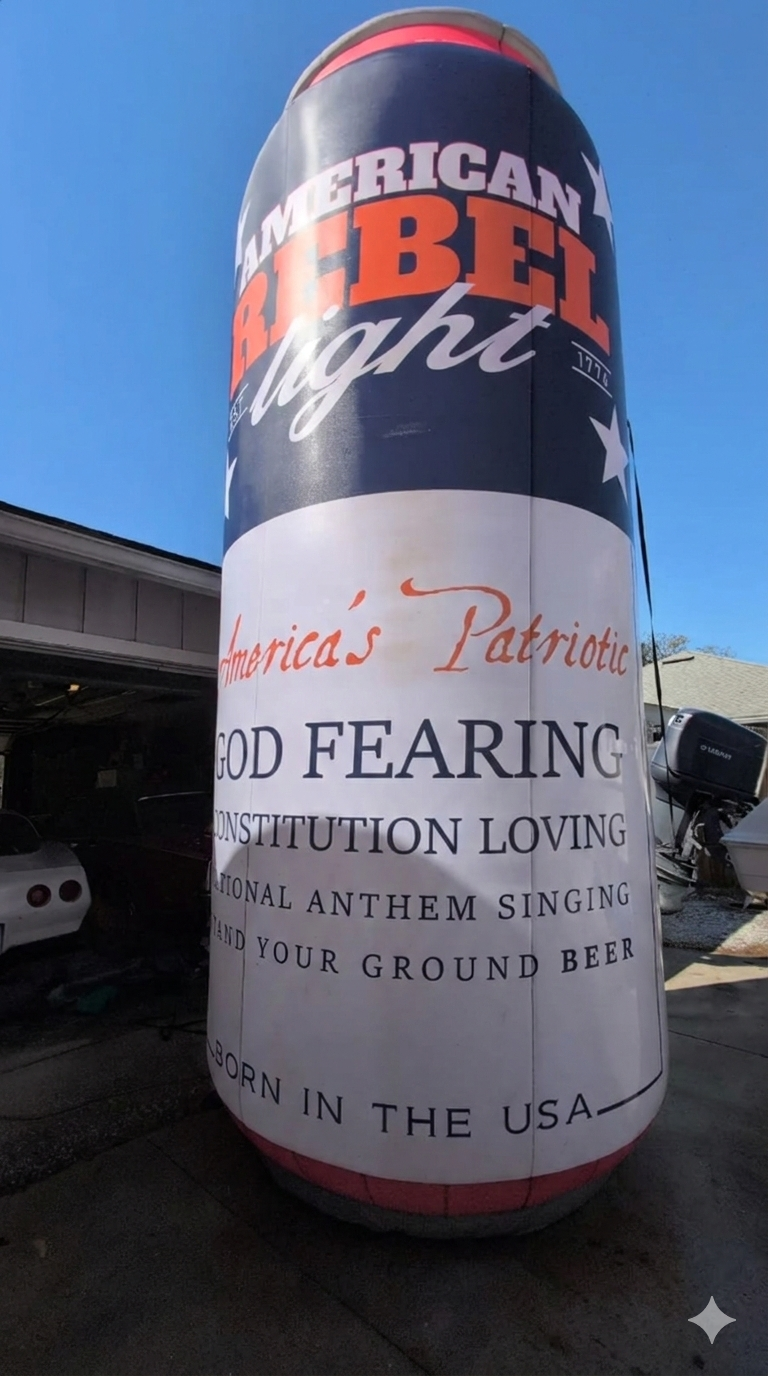 AMERICAN
REBEL
light
EST 1776
America's Patriotic
GOD FEARING
CONSTITUTION LOVING
NATIONAL ANTHEM SINGING
STAND YOUR GROUND BEER
BORN IN THE USA